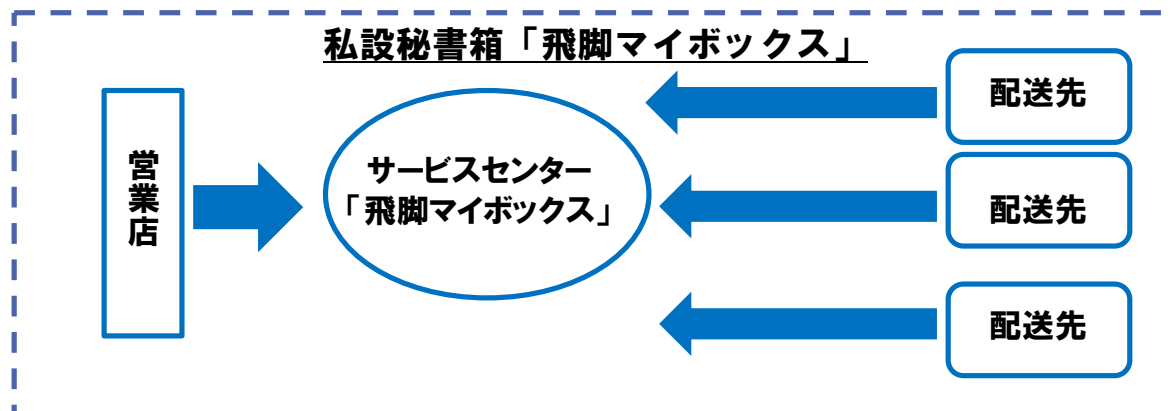 私設秘書箱「飛脚マイボックス」
営業店
サービスセンター
「飛脚マイボックス」
配送先
配送先
配送先